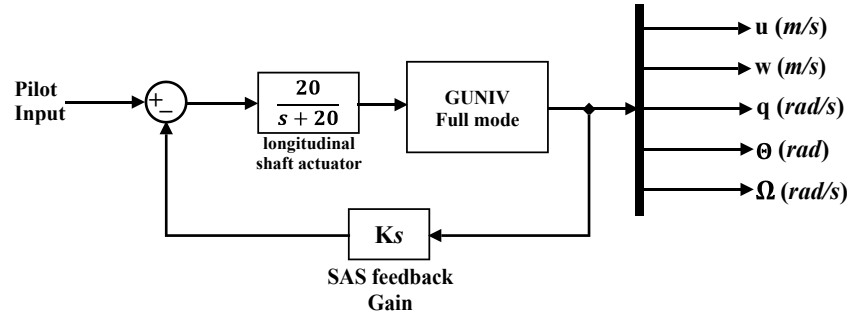 Pilot
Input
+
−
20
s + 20
longitudinal
shaft actuator
GUNIV
Full mode
u (m/s)
w (m/s)
q (rad/s)
Θ (rad)
Ω (rad/s)
Ks
SAS feedback
Gain